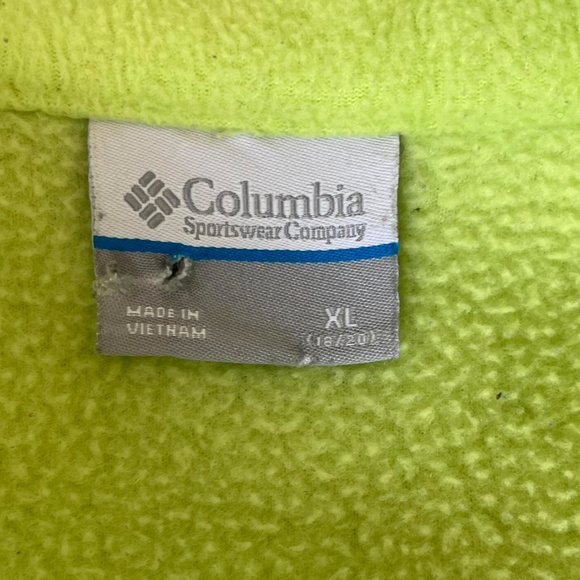 Columbia
Sportswear Company
MADE IN
VIETNAM
XL
(18/20)